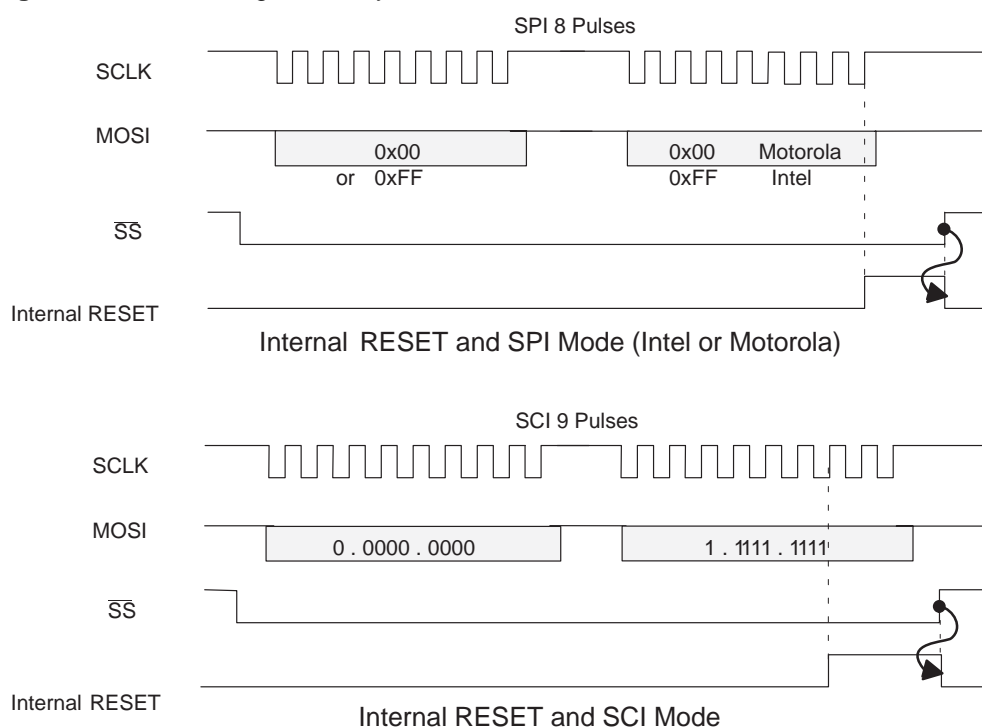 SPI 8 Pulses
SCLK
MOSI
0x00
or 0xFF
0x00 Motorola
0xFF Intel
SS
Internal RESET
Internal RESET and SPI Mode (Intel or Motorola)
SCI 9 Pulses
SCLK
MOSI
0 . 0000 . 0000
1 . 1111 . 1111
SS
Internal RESET
Internal RESET and SCI Mode